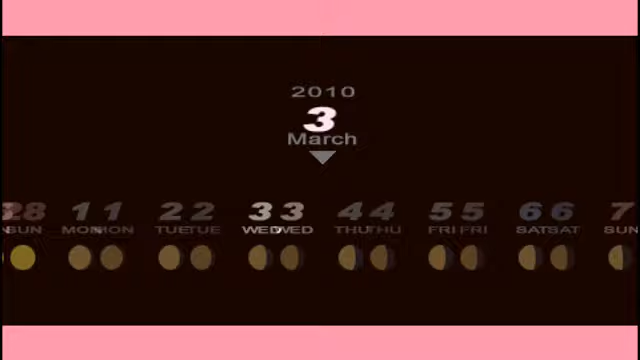 2010
3
March
28 1 1 2 2 3 3 4 4 5 5 6 6 7
SUN MON MON TUE TUE WED WED THU THU FRI FRI SAT SAT SUN